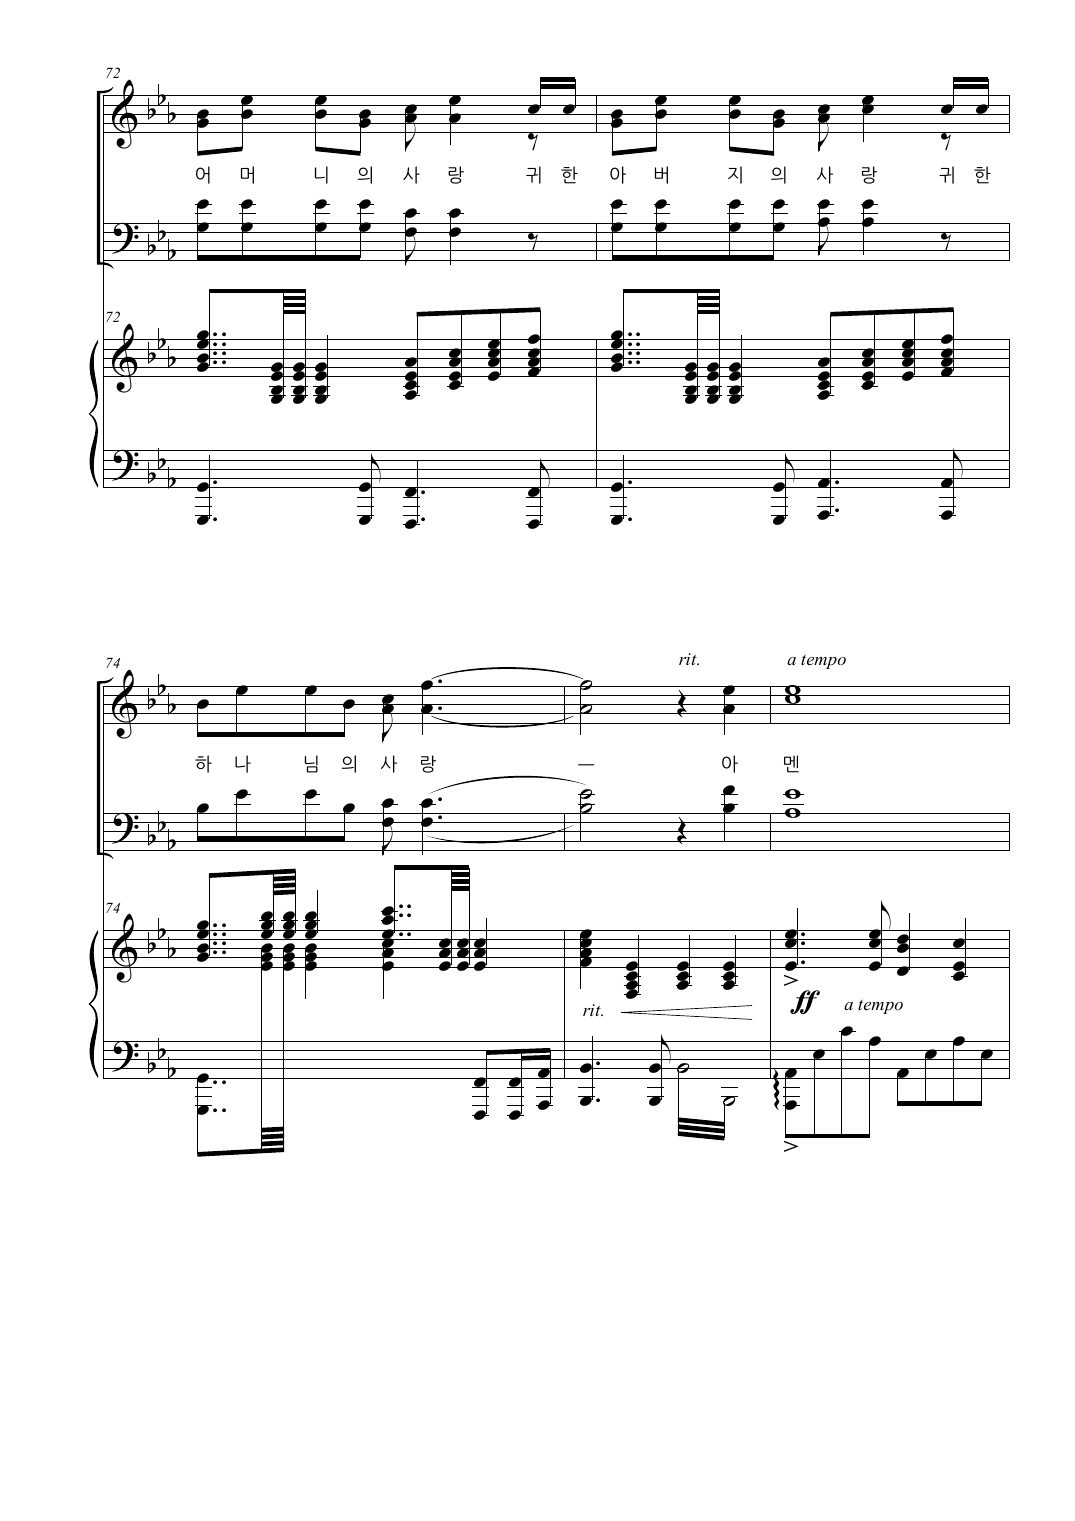 72
어 머 니 의 사 랑 귀 한 아 버 지 의 사 랑 귀 한
72
74
rit. a tempo
하 나 님 의 사 랑 — 아 멘
74
rit. ff a tempo